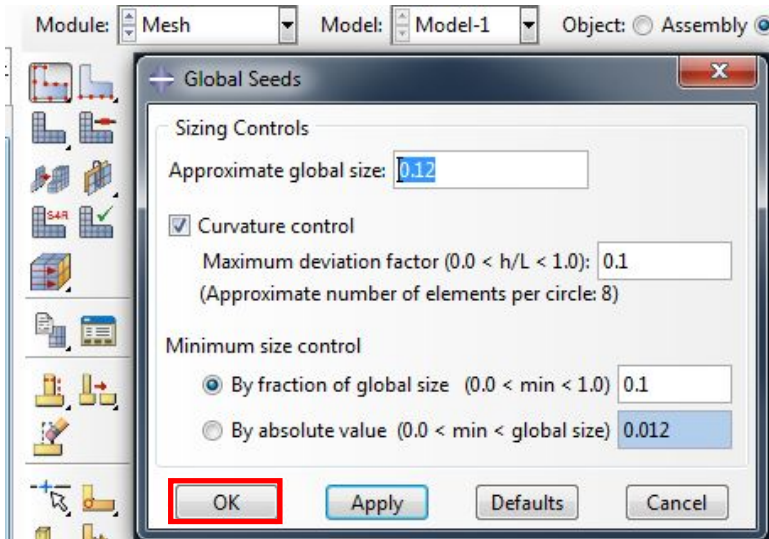 Module: Mesh Model: Model-1 Object: Assembly
Global Seeds
Sizing Controls
Approximate global size: 0.12
Curvature control
Maximum deviation factor (0.0 < h/L < 1.0): 0.1
(Approximate number of elements per circle: 8)
Minimum size control
By fraction of global size (0.0 < min < 1.0) 0.1
By absolute value (0.0 < min < global size) 0.012
OK Apply Defaults Cancel
S4R